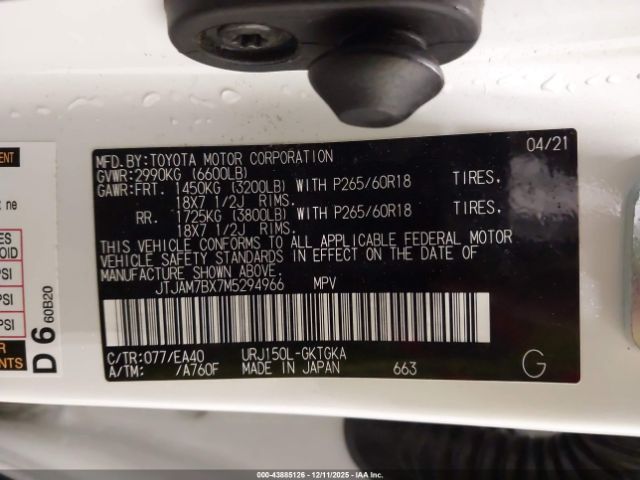 MFD.BY:TOYOTA MOTOR CORPORATION 04/21
GVWR:2990KG (6600LB)
GAWR:FRT. 1450KG (3200LB) WITH P265/60R18 TIRES,
18X7 1/2J RIMS.
RR. 1725KG (3800LB) WITH P265/60R18 TIRES,
18X7 1/2J RIMS.
THIS VEHICLE CONFORMS TO ALL APPLICABLE FEDERAL MOTOR
VEHICLE SAFETY STANDARDS IN EFFECT ON THE DATE OF
MANUFACTURE SHOWN ABOVE.
JTJAM7BX7M5294966 MPV
C/TR:077/EA40 URJ150L-GKTGKA
A/TM: /A760F MADE IN JAPAN 663 G
ENT
ne
ES
OID
PSI
PSI
PSI
R
ENTS
D 6 60B20
000-43885126 - 12/11/2025 - IAA Inc.